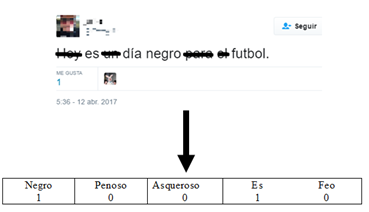 Seguir
Hoy es un día negro para el futbol.
ME GUSTA
1
5:36 - 12 abr. 2017
Negro Penoso Asqueroso Es Feo
1 0 0 1 0